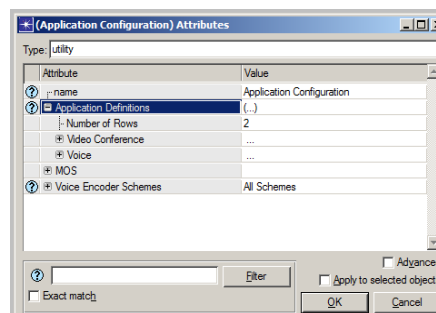 (Application Configuration) Attributes
Type: utility
Attribute Value
name Application Configuration
Application Definitions (...)
Number of Rows 2
Video Conference ...
Voice ...
MOS
Voice Encoder Schemes All Schemes
Advance
Filter Apply to selected object
Exact match
OK Cancel